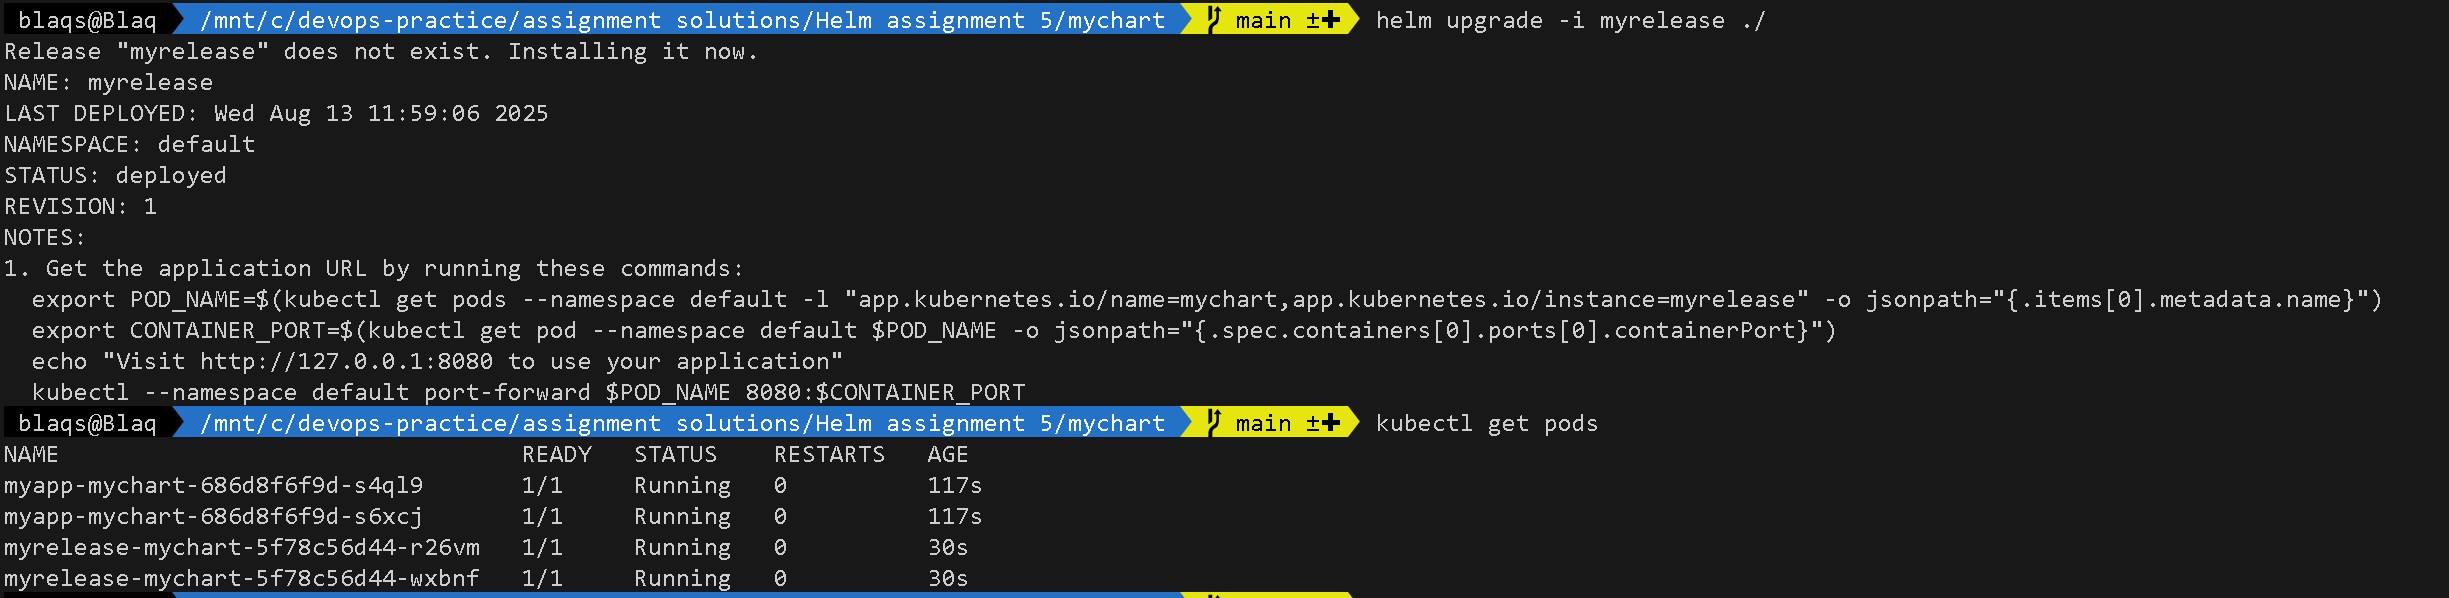 blaqs@Blaq /mnt/c/devops-practice/assignment solutions/Helm assignment 5/mychart main ±✚ helm upgrade -i myrelease ./
Release "myrelease" does not exist. Installing it now.
NAME: myrelease
LAST DEPLOYED: Wed Aug 13 11:59:06 2025
NAMESPACE: default
STATUS: deployed
REVISION: 1
NOTES:
1. Get the application URL by running these commands:
  export POD_NAME=$(kubectl get pods --namespace default -l "app.kubernetes.io/name=mychart,app.kubernetes.io/instance=myrelease" -o jsonpath="{.items[0].metadata.name}")
  export CONTAINER_PORT=$(kubectl get pod --namespace default $POD_NAME -o jsonpath="{.spec.containers[0].ports[0].containerPort}")
  echo "Visit http://127.0.0.1:8080 to use your application"
  kubectl --namespace default port-forward $POD_NAME 8080:$CONTAINER_PORT
blaqs@Blaq /mnt/c/devops-practice/assignment solutions/Helm assignment 5/mychart main ±✚ kubectl get pods
NAME READY STATUS RESTARTS AGE
myapp-mychart-686d8f6f9d-s4ql9 1/1 Running 0 117s
myapp-mychart-686d8f6f9d-s6xcj 1/1 Running 0 117s
myrelease-mychart-5f78c56d44-r26vm 1/1 Running 0 30s
myrelease-mychart-5f78c56d44-wxbnf 1/1 Running 0 30s